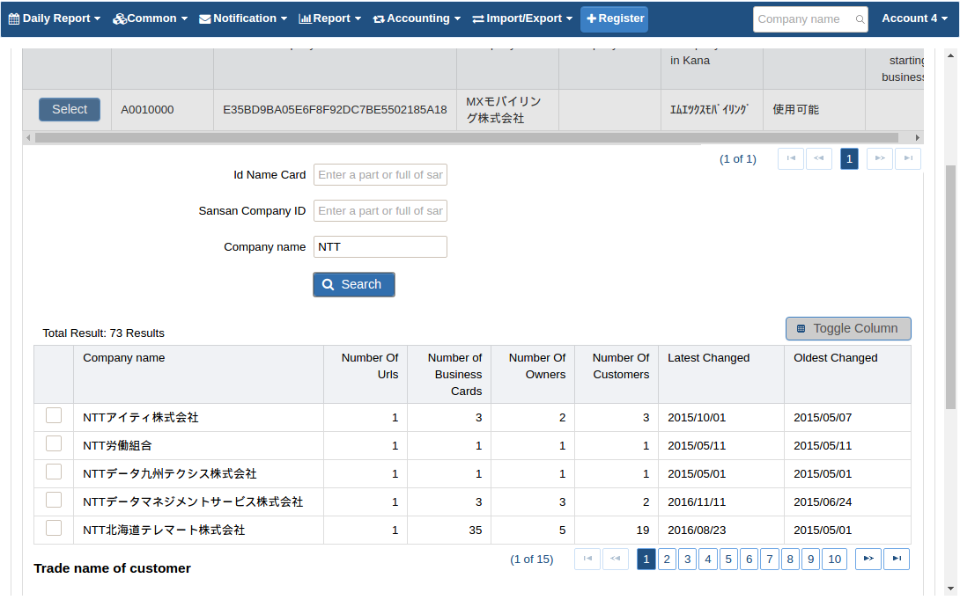 Daily Report Common Notification Report Accounting Import/Export Register Company name Account 4
in Kana starting
business
Select A0010000 E35BD9BA05E6F8F92DC7BE5502185A18 MXモバイリング株式会社 エムエツクスモバイリング 使用可能
(1 of 1) 1
Id Name Card Enter a part or full of sar
Sansan Company ID Enter a part or full of sar
Company name NTT
Search
Total Result: 73 Results Toggle Column
Company name Number Of Urls Number of Business Cards Number Of Owners Number Of Customers Latest Changed Oldest Changed
NTTアイティ株式会社 1 3 2 3 2015/10/01 2015/05/07
NTT労働組合 1 1 1 1 2015/05/11 2015/05/11
NTTデータ九州テクシス株式会社 1 1 1 1 2015/05/01 2015/05/01
NTTデータマネジメントサービス株式会社 1 3 3 2 2016/11/11 2015/06/24
NTT北海道テレマート株式会社 1 35 5 19 2016/08/23 2015/05/01
(1 of 15) 1 2 3 4 5 6 7 8 9 10
Trade name of customer